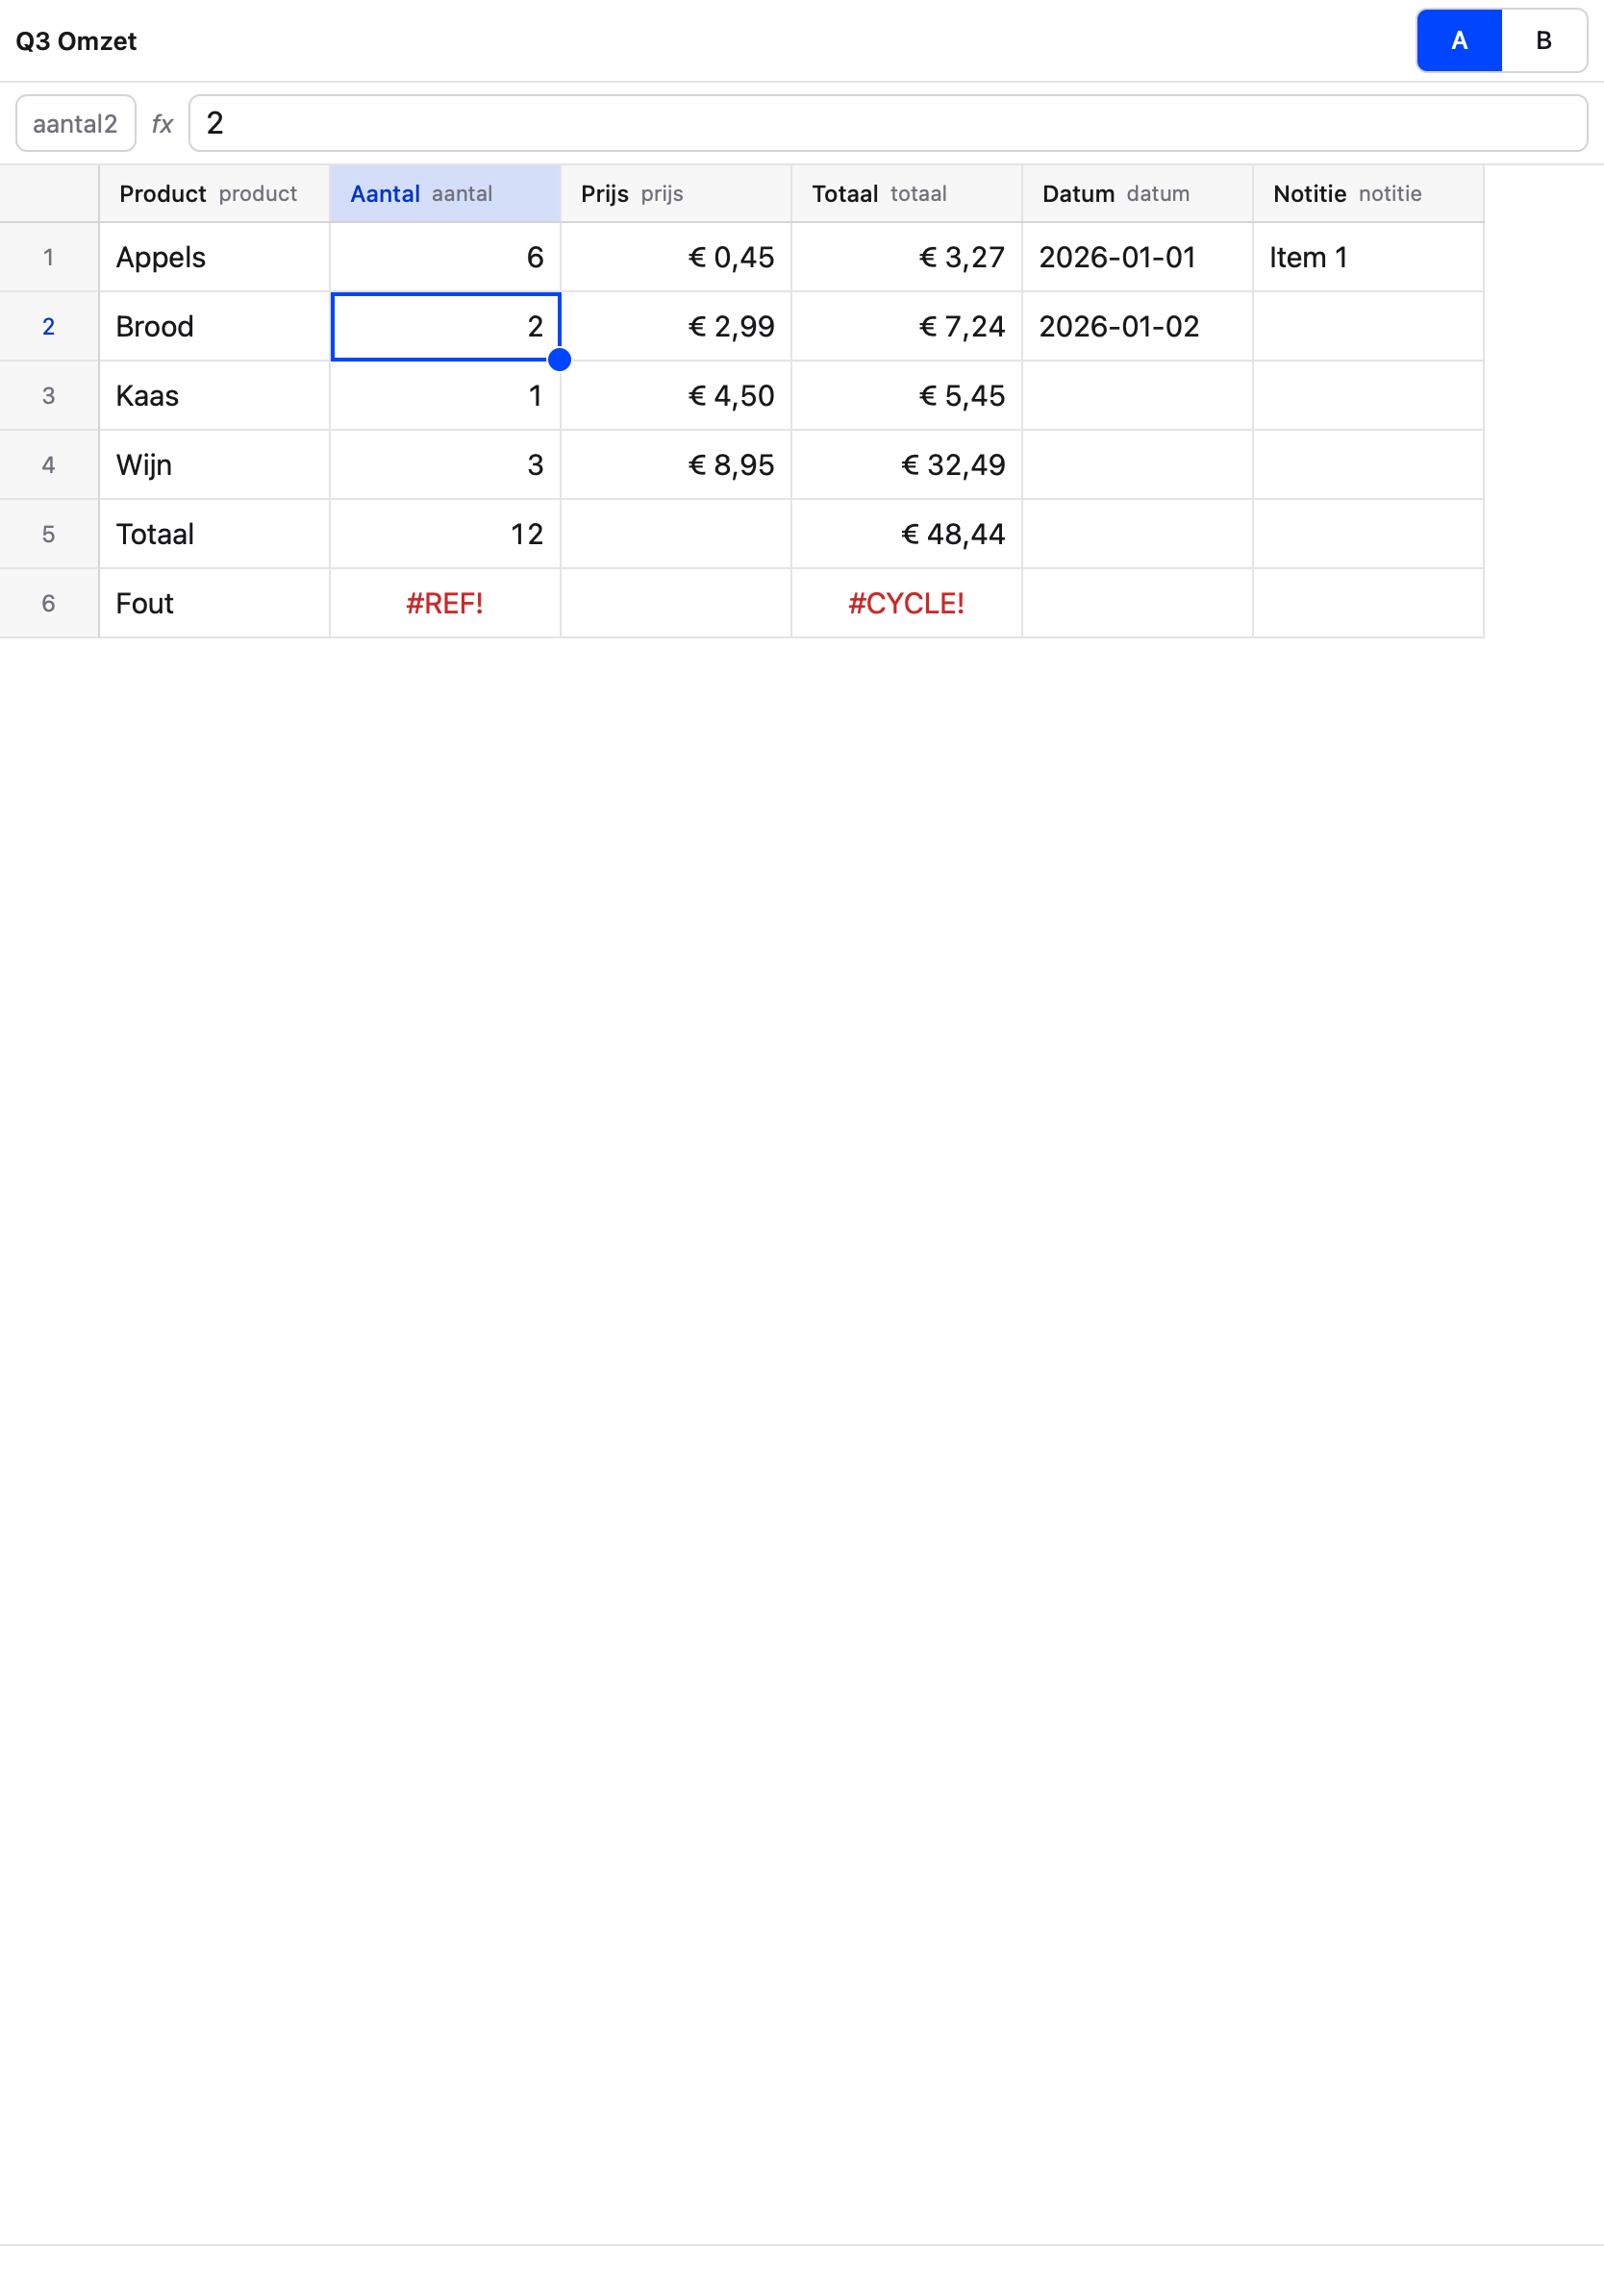 Q3 Omzet A B
aantal2 fx 2
Product product Aantal aantal Prijs prijs Totaal totaal Datum datum Notitie notitie
1 Appels 6 € 0,45 € 3,27 2026-01-01 Item 1
2 Brood 2 € 2,99 € 7,24 2026-01-02
3 Kaas 1 € 4,50 € 5,45
4 Wijn 3 € 8,95 € 32,49
5 Totaal 12 € 48,44
6 Fout #REF! #CYCLE!